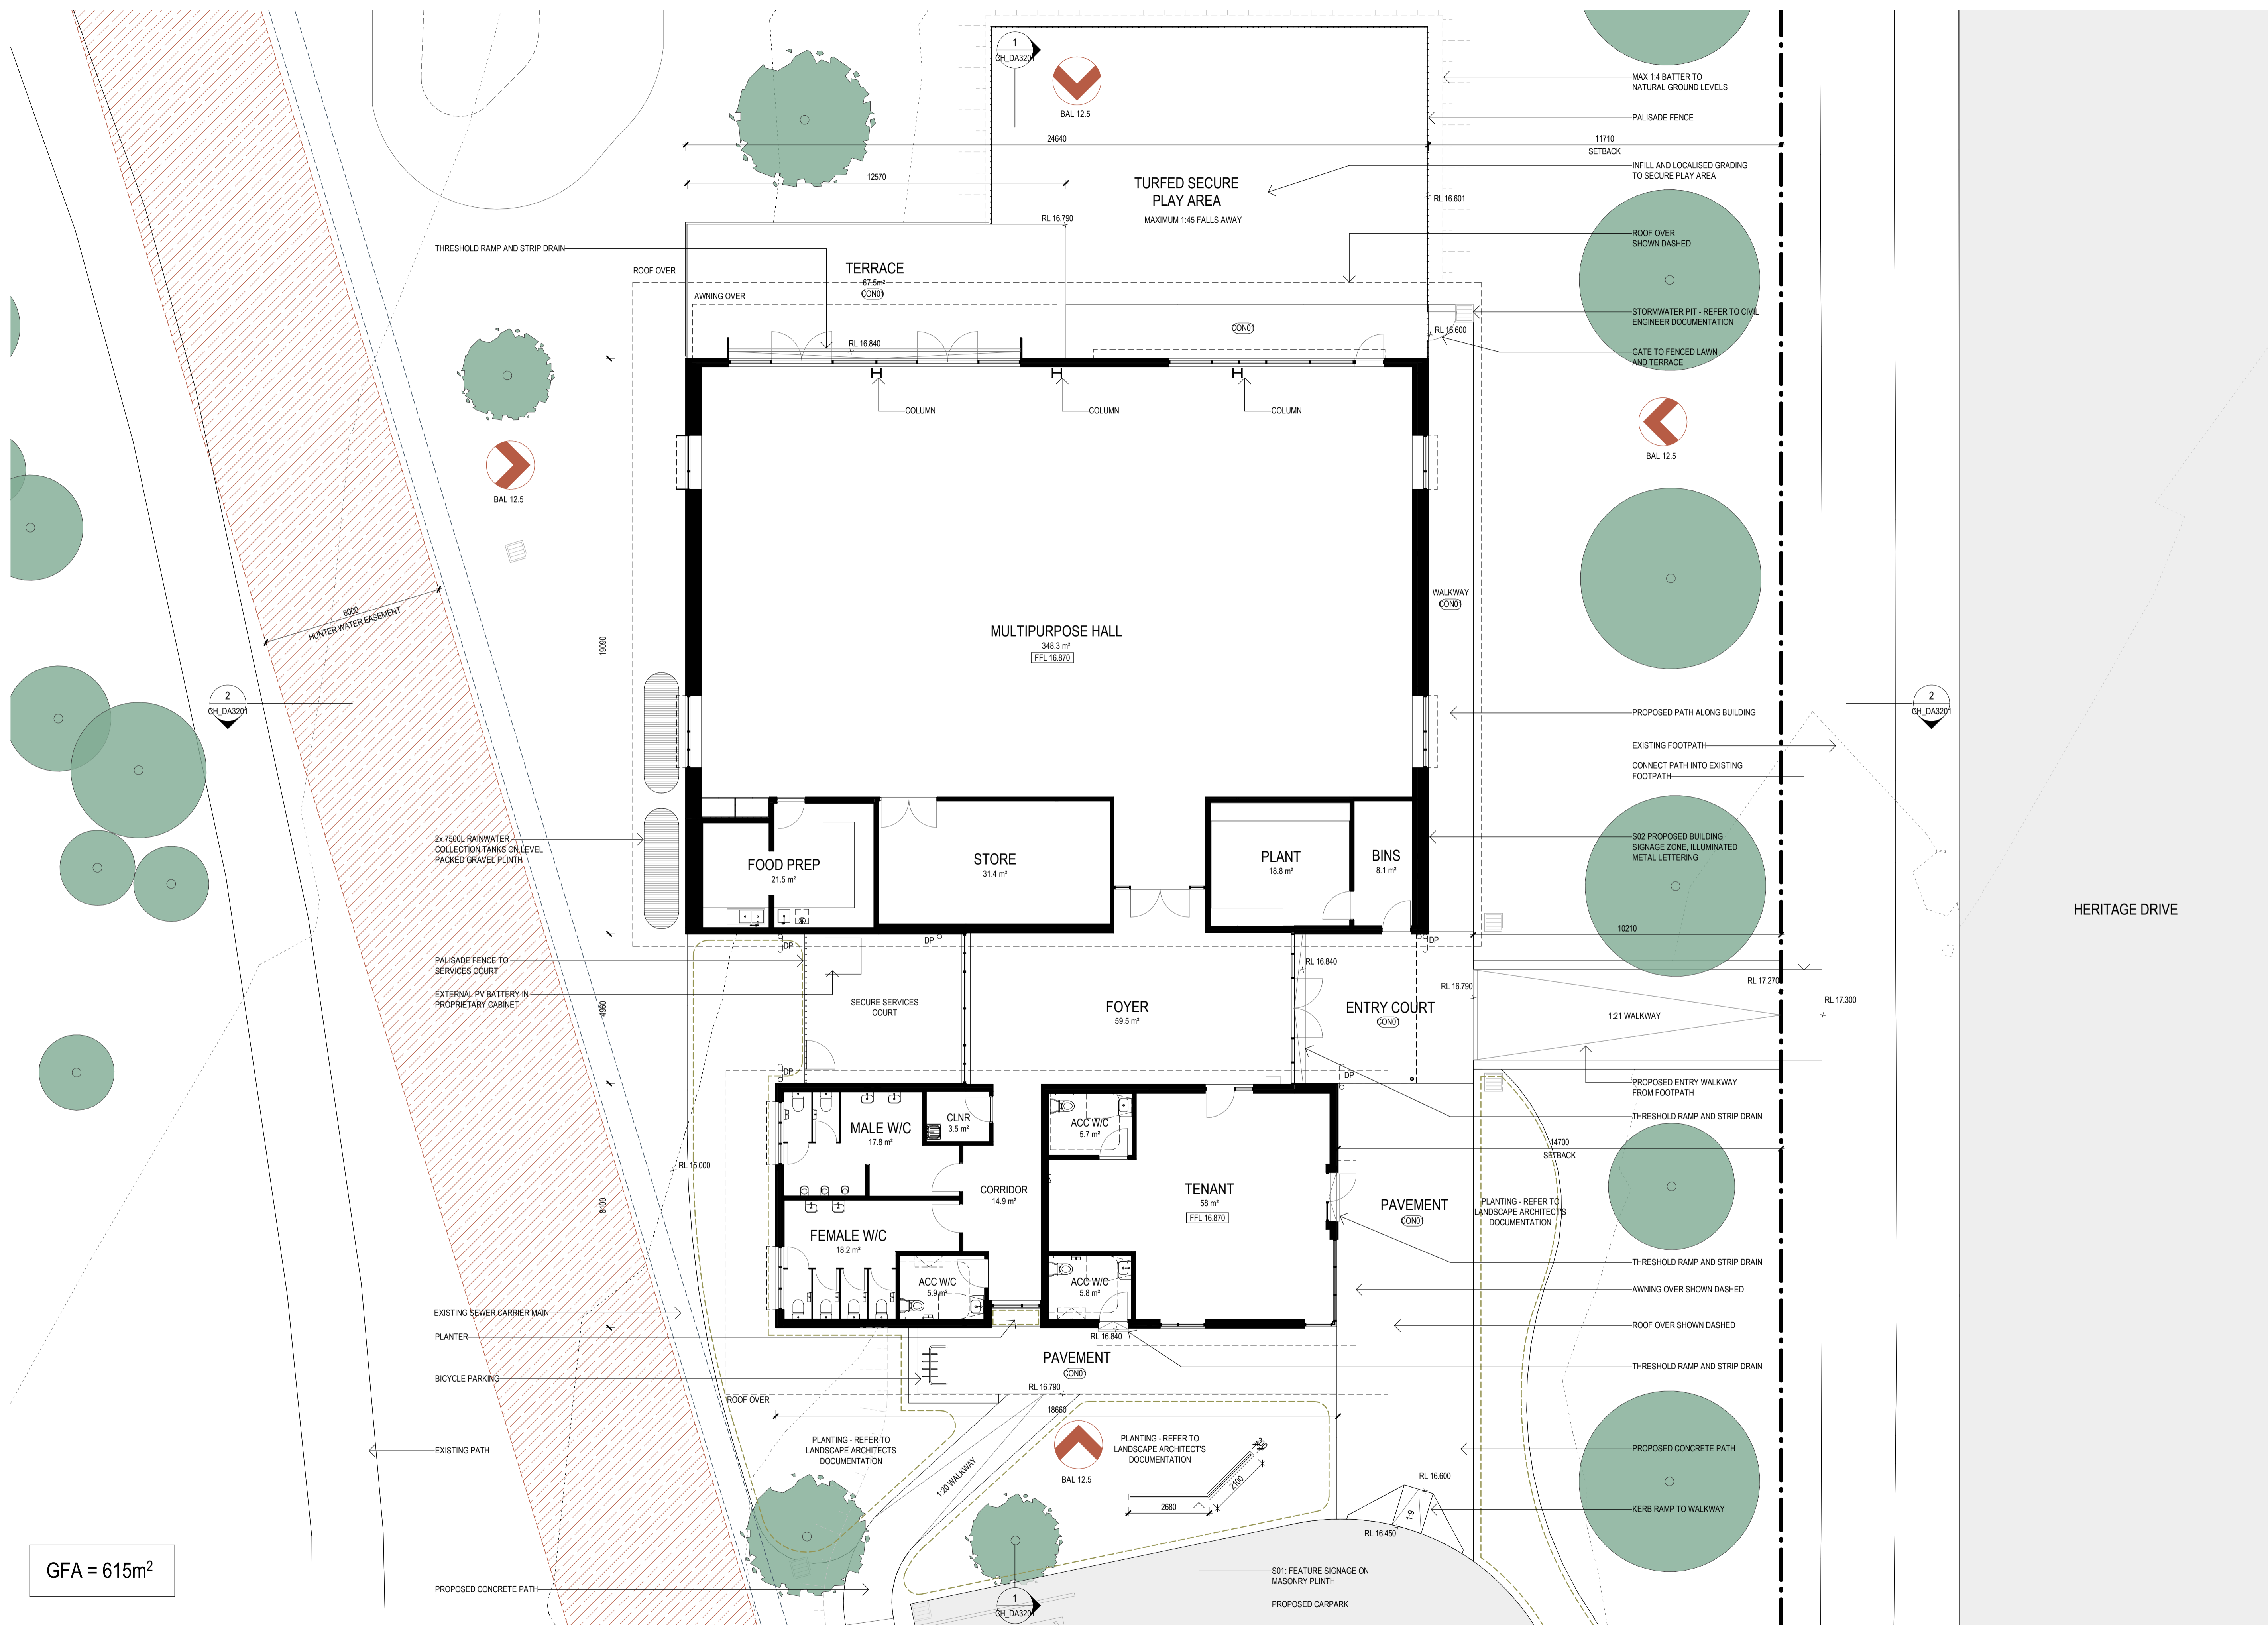 1
CH_DA3201
BAL 12.5
MAX 1:4 BATTER TO
NATURAL GROUND LEVELS
PALISADE FENCE
24640
11710
SETBACK
12570
TURFED SECURE
PLAY AREA
MAXIMUM 1:45 FALLS AWAY
INFILL AND LOCALISED GRADING
TO SECURE PLAY AREA
RL 16.601
RL 16.790
THRESHOLD RAMP AND STRIP DRAIN
ROOF OVER
SHOWN DASHED
ROOF OVER
TERRACE
67.5m²
CON01
AWNING OVER
CON01
RL 16.840
RL 16.600
STORMWATER PIT - REFER TO CIVIL
ENGINEER DOCUMENTATION
GATE TO FENCED LAWN
AND TERRACE
COLUMN
COLUMN
COLUMN
BAL 12.5
BAL 12.5
6000
HUNTER WATER EASEMENT
19090
MULTIPURPOSE HALL
348.3 m²
FFL 16.870
WALKWAY
CON01
2
CH_DA3201
2
CH_DA3201
PROPOSED PATH ALONG BUILDING
EXISTING FOOTPATH
CONNECT PATH INTO EXISTING
FOOTPATH
2x 7500L RAINWATER
COLLECTION TANKS ON LEVEL
PACKED GRAVEL PLINTH
FOOD PREP
21.5 m²
STORE
31.4 m²
PLANT
18.8 m²
BINS
8.1 m²
S02 PROPOSED BUILDING
SIGNAGE ZONE, ILLUMINATED
METAL LETTERING
HERITAGE DRIVE
10210
DP
DP
DP
PALISADE FENCE TO
SERVICES COURT
EXTERNAL PV BATTERY IN
PROPRIETARY CABINET
4960
SECURE SERVICES
COURT
FOYER
59.5 m²
RL 16.840
ENTRY COURT
CON01
RL 16.790
RL 17.270
RL 17.300
1:21 WALKWAY
DP
DP
PROPOSED ENTRY WALKWAY
FROM FOOTPATH
THRESHOLD RAMP AND STRIP DRAIN
MALE W/C
17.8 m²
CLNR
3.5 m²
ACC W/C
5.7 m²
14700
SETBACK
RL 15.000
8100
CORRIDOR
14.9 m²
TENANT
58 m²
FFL 16.870
PAVEMENT
CON01
PLANTING - REFER TO
LANDSCAPE ARCHITECT'S
DOCUMENTATION
FEMALE W/C
18.2 m²
ACC W/C
5.9 m²
ACC W/C
5.8 m²
THRESHOLD RAMP AND STRIP DRAIN
AWNING OVER SHOWN DASHED
EXISTING SEWER CARRIER MAIN
PLANTER
ROOF OVER SHOWN DASHED
RL 16.840
PAVEMENT
CON01
THRESHOLD RAMP AND STRIP DRAIN
BICYCLE PARKING
RL 16.790
ROOF OVER
18660
PLANTING - REFER TO
LANDSCAPE ARCHITECTS
DOCUMENTATION
PLANTING - REFER TO
LANDSCAPE ARCHITECT'S
DOCUMENTATION
EXISTING PATH
PROPOSED CONCRETE PATH
BAL 12.5
1:20 WALKWAY
2100
2680
RL 16.600
KERB RAMP TO WALKWAY
1:9
RL 16.450
GFA = 615m²
S01: FEATURE SIGNAGE ON
MASONRY PLINTH
PROPOSED CONCRETE PATH
PROPOSED CARPARK
1
CH_DA3201